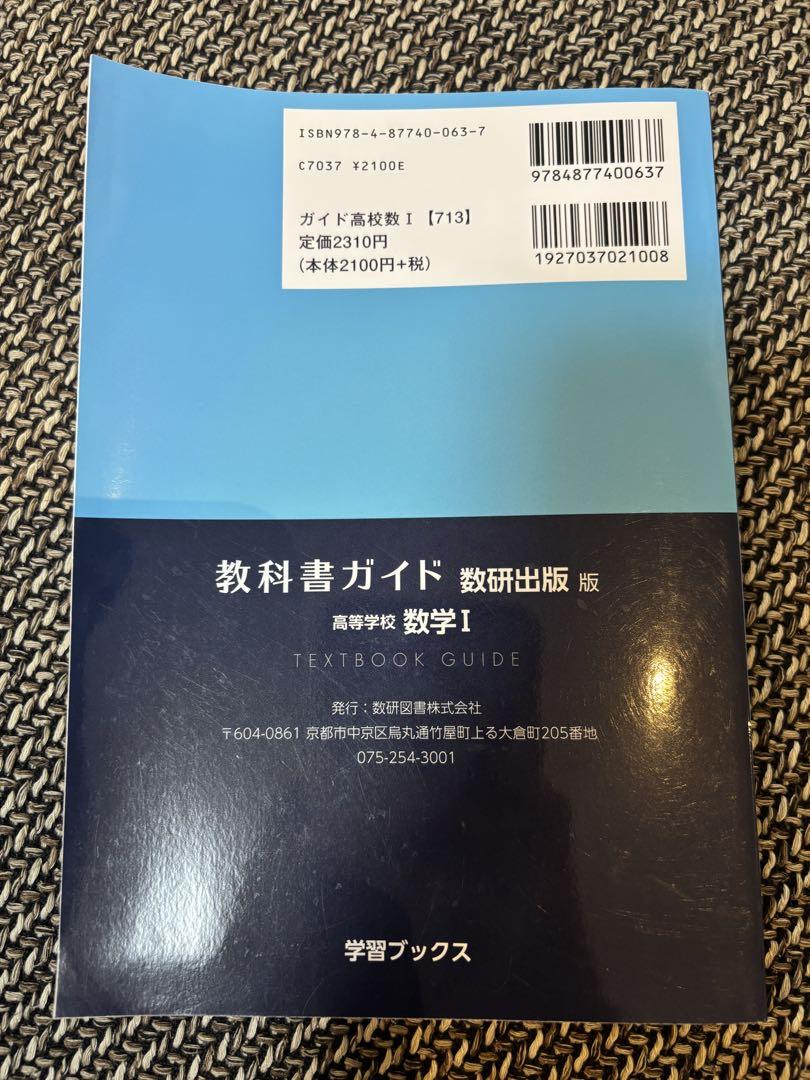 ISBN978-4-87740-063-7
C7037 ¥2100E
9784877400637
ガイド高校数Ⅰ【713】
定価2310円
(本体2100円+税)
1927037021008
教科書ガイド 数研出版 版
高等学校 数学Ⅰ
TEXTBOOK GUIDE
発行:数研図書株式会社
〒604-0861 京都市中京区烏丸通竹屋町上る大倉町205番地
075-254-3001
学習ブックス